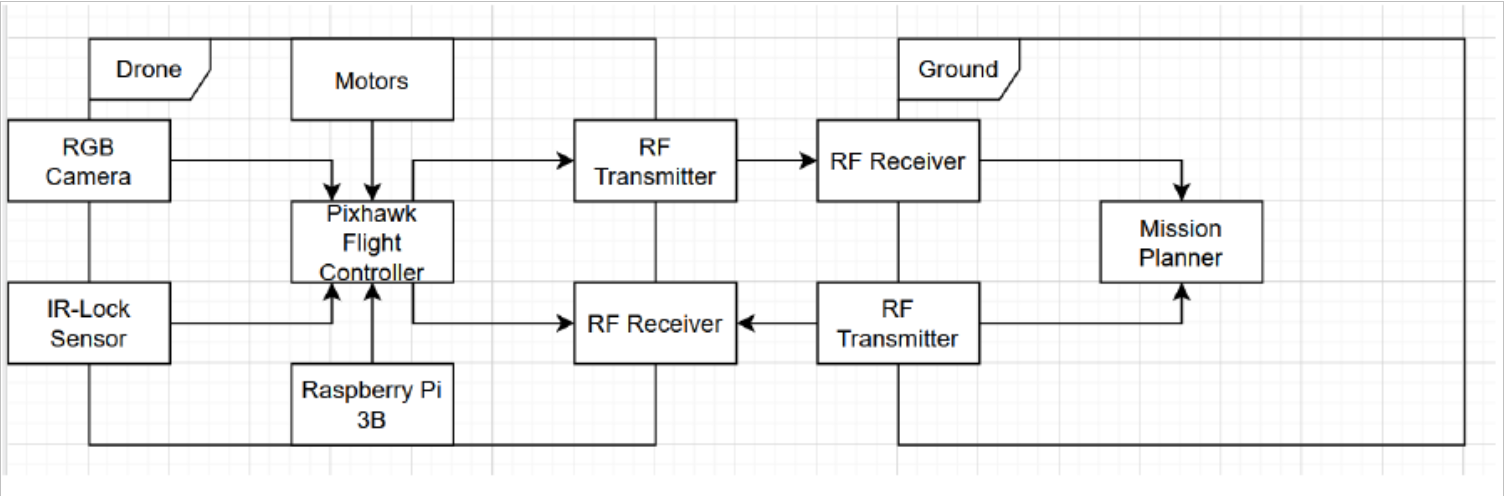 Drone
Motors
Ground
RGB
Camera
RF
Transmitter
RF Receiver
Pixhawk
Flight
Controller
Mission
Planner
IR-Lock
Sensor
RF Receiver
RF
Transmitter
Raspberry Pi
3B